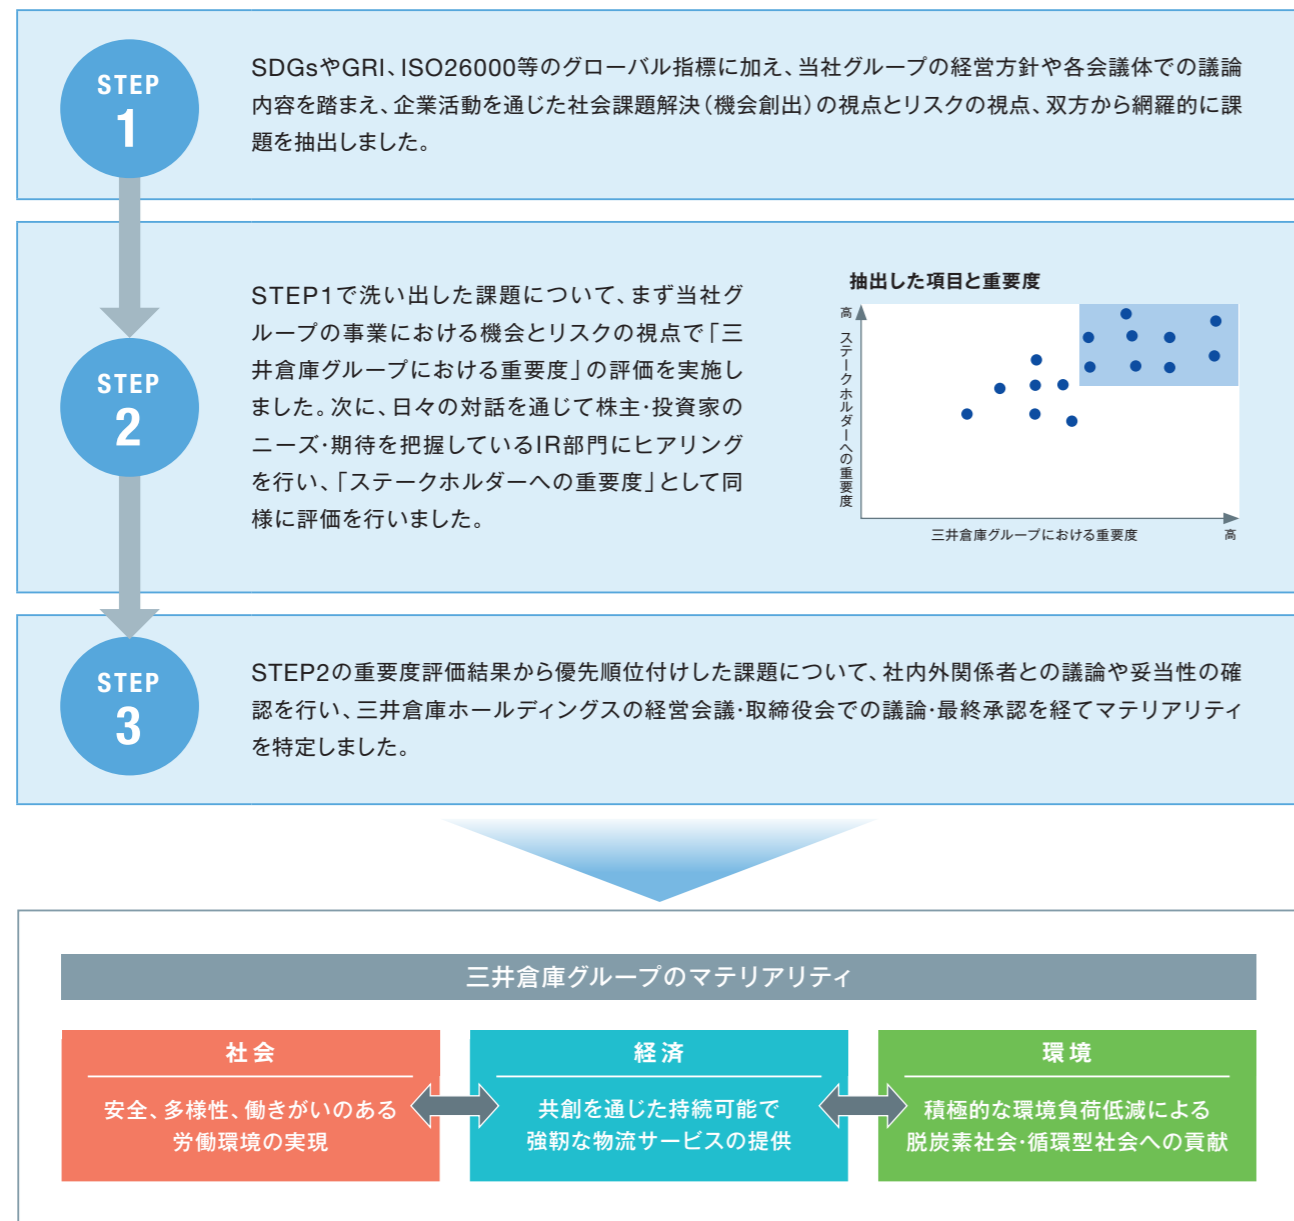 STEP
1
SDGsやGRI、ISO26000等のグローバル指標に加え、当社グループの経営方針や各会議体での議論
内容を踏まえ、企業活動を通じた社会課題解決（機会創出）の視点とリスクの視点、双方から網羅的に課
題を抽出しました。
STEP
2
STEP1で洗い出した課題について、まず当社グ
ループの事業における機会とリスクの視点で「三
井倉庫グループにおける重要度」の評価を実施し
ました。次に、日々の対話を通じて株主・投資家の
ニーズ・期待を把握しているIR部門にヒアリング
を行い、「ステークホルダーへの重要度」として同
様に評価を行いました。
抽出した項目と重要度
高
ステークホルダーへの重要度
三井倉庫グループにおける重要度
高
STEP
3
STEP2の重要度評価結果から優先順位付けした課題について、社内外関係者との議論や妥当性の確
認を行い、三井倉庫ホールディングスの経営会議・取締役会での議論・最終承認を経てマテリアリティ
を特定しました。
三井倉庫グループのマテリアリティ
社会
安全、多様性、働きがいのある
労働環境の実現
経済
共創を通じた持続可能で
強靭な物流サービスの提供
環境
積極的な環境負荷低減による
脱炭素社会・循環型社会への貢献